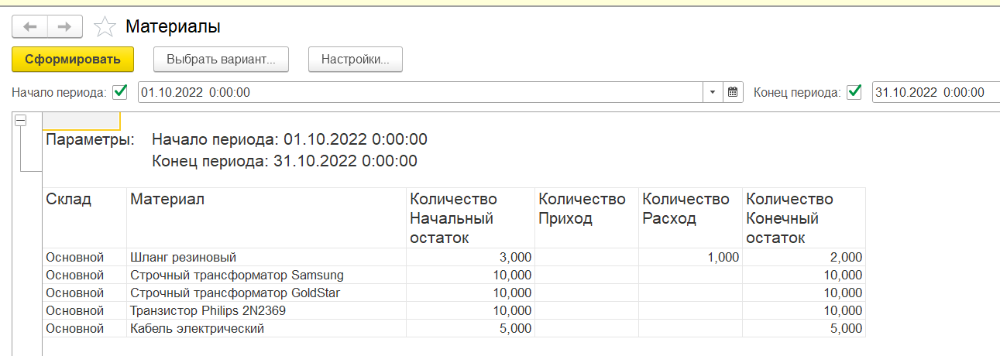 Материалы
Сформировать Выбрать вариант... Настройки...
Начало периода: 01.10.2022 0:00:00 Конец периода: 31.10.2022 0:00:00
Параметры: Начало периода: 01.10.2022 0:00:00
Конец периода: 31.10.2022 0:00:00
Склад Материал Количество Количество Количество Количество
Начальный Приход Расход Конечный
остаток остаток
Основной Шланг резиновый 3,000 1,000 2,000
Основной Строчный трансформатор Samsung 10,000 10,000
Основной Строчный трансформатор GoldStar 10,000 10,000
Основной Транзистор Philips 2N2369 10,000 10,000
Основной Кабель электрический 5,000 5,000